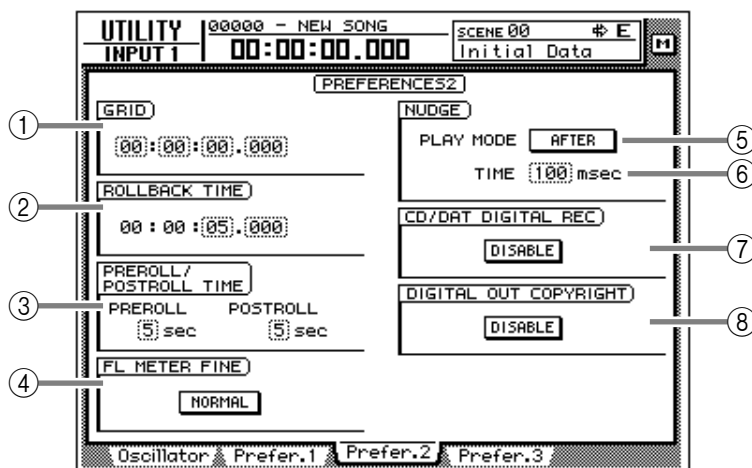 UTILITY
INPUT 1
00000 - NEW SONG
00:00:00.000
SCENE 00 E
Initial Data
M
PREFERENCES2
GRID
00:00:00.000
ROLLBACK TIME
00:00:05.000
PREROLL/
POSTROLL TIME
PREROLL POSTROLL
5 sec 5 sec
FL METER FINE
NORMAL
NUDGE
PLAY MODE AFTER
TIME 100 msec
CD/DAT DIGITAL REC
DISABLE
DIGITAL OUT COPYRIGHT
DISABLE
Oscillator Prefer.1 Prefer.2 Prefer.3
1
2
3
4
5
6
7
8